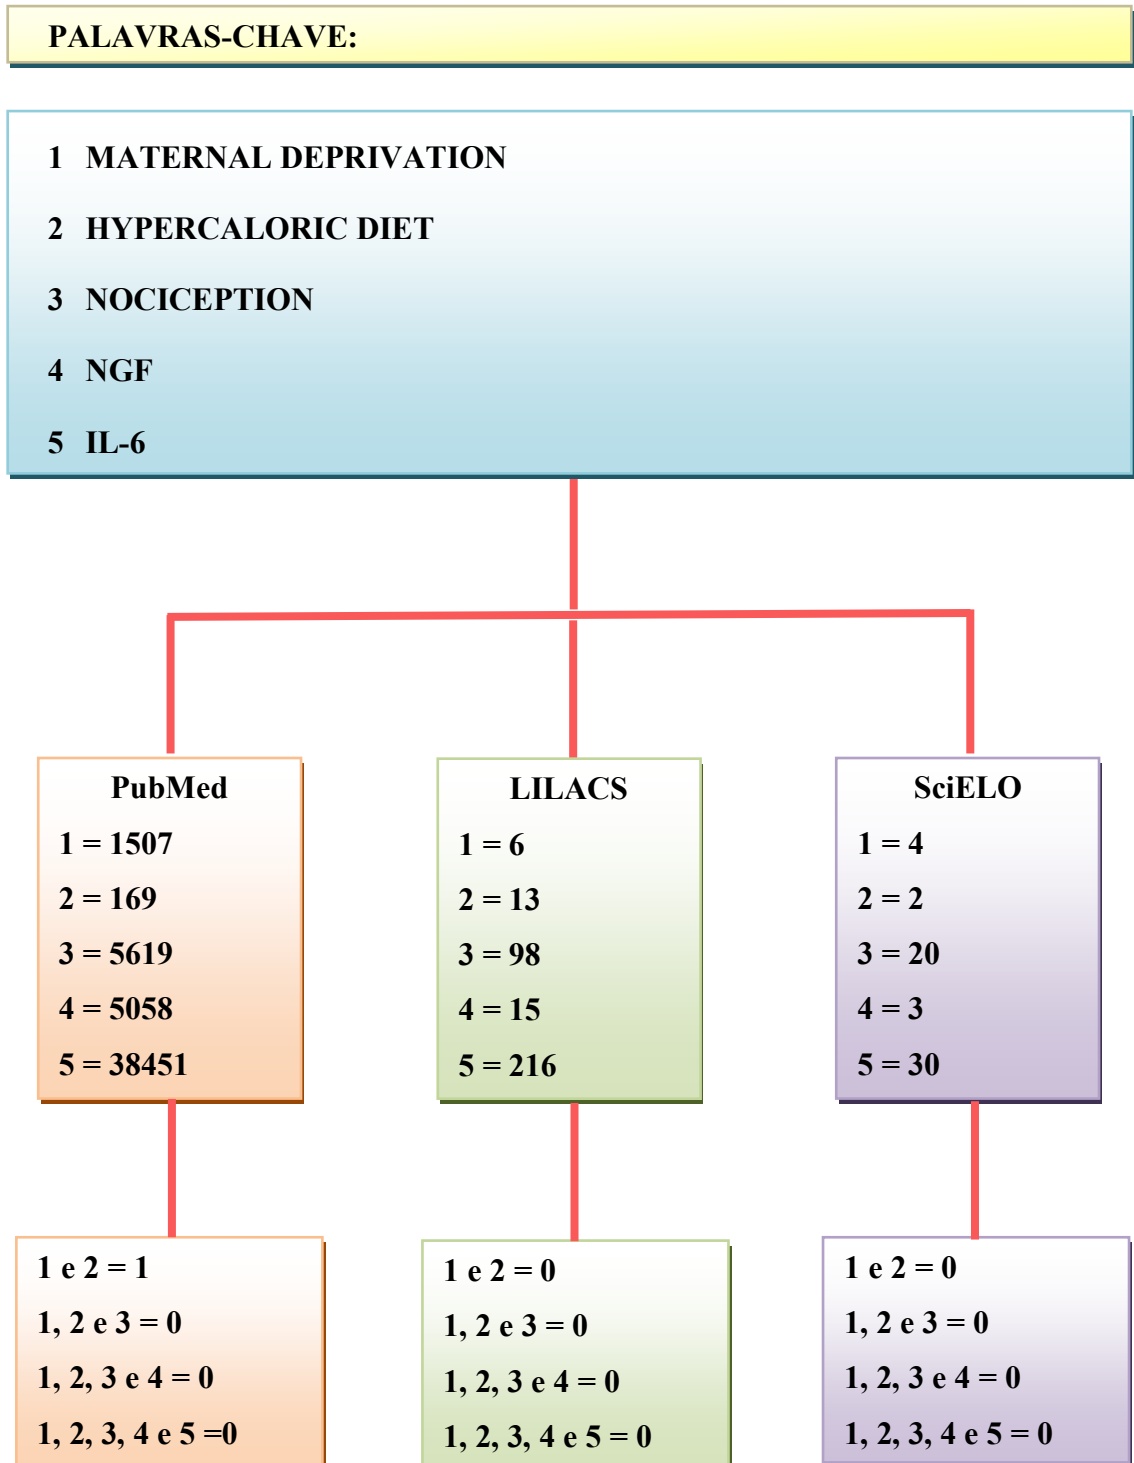 PALAVRAS-CHAVE:
1 MATERNAL DEPRIVATION
2 HYPERCALORIC DIET
3 NOCICEPTION
4 NGF
5 IL-6
PubMed
1 = 1507
2 = 169
3 = 5619
4 = 5058
5 = 38451
LILACS
1 = 6
2 = 13
3 = 98
4 = 15
5 = 216
SciELO
1 = 4
2 = 2
3 = 20
4 = 3
5 = 30
1 e 2 = 1
1, 2 e 3 = 0
1, 2, 3 e 4 = 0
1, 2, 3, 4 e 5 =0
1 e 2 = 0
1, 2 e 3 = 0
1, 2, 3 e 4 = 0
1, 2, 3, 4 e 5 = 0
1 e 2 = 0
1, 2 e 3 = 0
1, 2, 3 e 4 = 0
1, 2, 3, 4 e 5 = 0